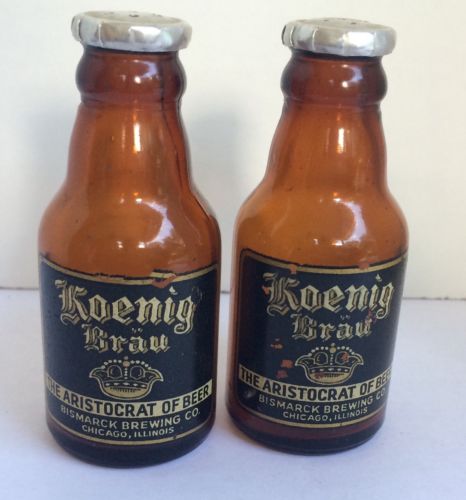 Koenig
Bräu
THE ARISTOCRAT OF BEER
BISMARCK BREWING CO.
CHICAGO, ILLINOIS
Koenig
Bräu
THE ARISTOCRAT OF BEER
BISMARCK BREWING CO.
CHICAGO, ILLINOIS